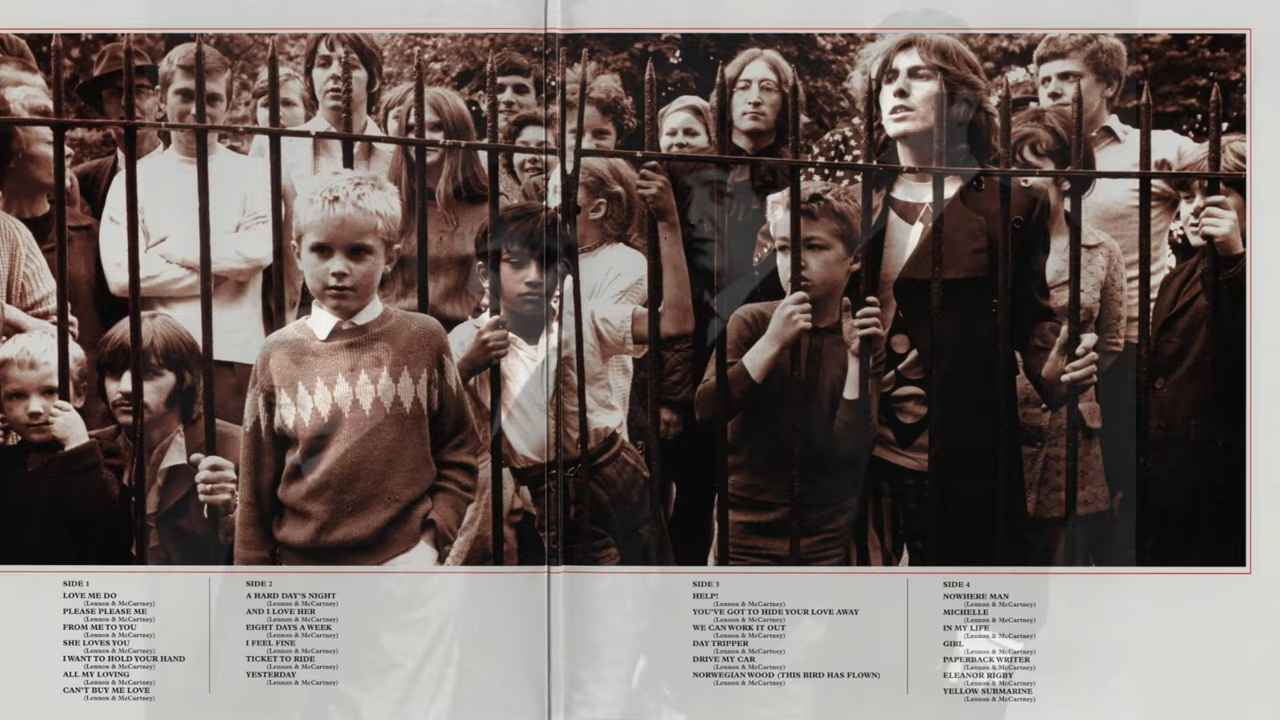 SIDE 1
LOVE ME DO
(Lennon & McCartney)
PLEASE PLEASE ME
(Lennon & McCartney)
FROM ME TO YOU
(Lennon & McCartney)
SHE LOVES YOU
(Lennon & McCartney)
I WANT TO HOLD YOUR HAND
(Lennon & McCartney)
ALL MY LOVING
(Lennon & McCartney)
CAN'T BUY ME LOVE
(Lennon & McCartney)
SIDE 2
A HARD DAY'S NIGHT
(Lennon & McCartney)
AND I LOVE HER
(Lennon & McCartney)
EIGHT DAYS A WEEK
(Lennon & McCartney)
I FEEL FINE
(Lennon & McCartney)
TICKET TO RIDE
(Lennon & McCartney)
YESTERDAY
(Lennon & McCartney)
SIDE 3
HELP!
(Lennon & McCartney)
YOU'VE GOT TO HIDE YOUR LOVE AWAY
(Lennon & McCartney)
WE CAN WORK IT OUT
(Lennon & McCartney)
DAY TRIPPER
(Lennon & McCartney)
DRIVE MY CAR
(Lennon & McCartney)
NORWEGIAN WOOD (THIS BIRD HAS FLOWN)
(Lennon & McCartney)
SIDE 4
NOWHERE MAN
(Lennon & McCartney)
MICHELLE
(Lennon & McCartney)
IN MY LIFE
(Lennon & McCartney)
GIRL
(Lennon & McCartney)
PAPERBACK WRITER
(Lennon & McCartney)
ELEANOR RIGBY
(Lennon & McCartney)
YELLOW SUBMARINE
(Lennon & McCartney)